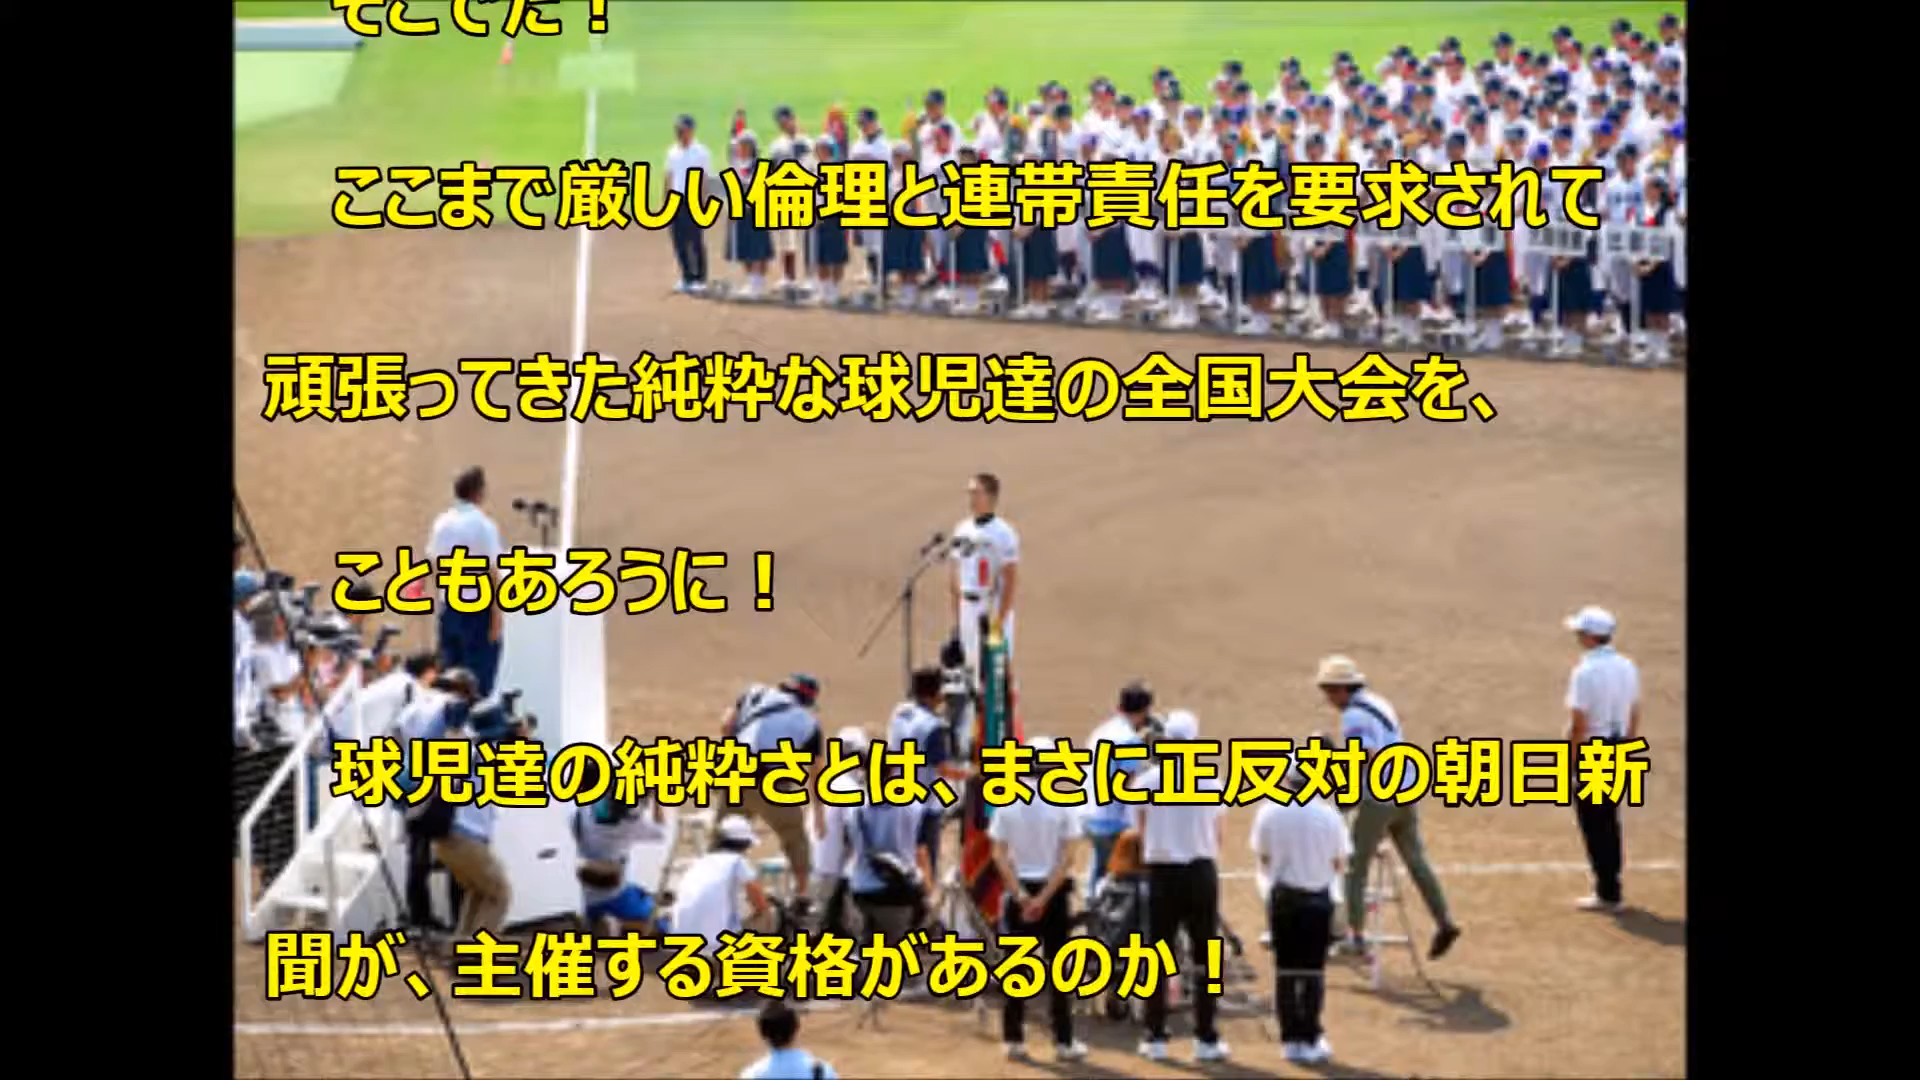 そこでだ！
ここまで厳しい倫理と連帯責任を要求されて
頑張ってきた純粋な球児達の全国大会を、
こともあろうに！
球児達の純粋さとは、まさに正反対の朝日新
聞が、主催する資格があるのか！